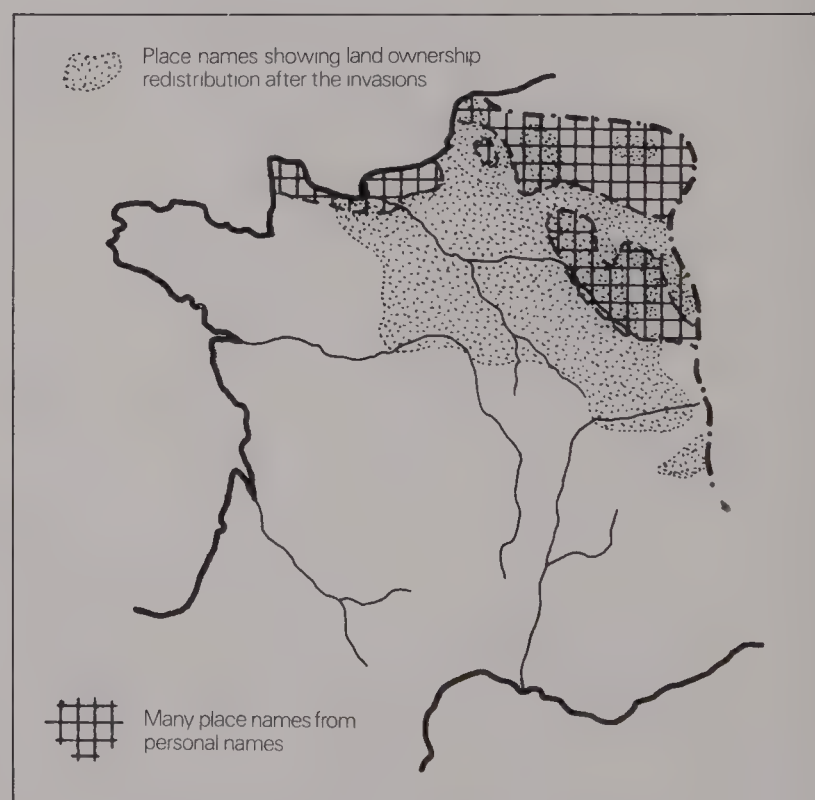 Place names showing land ownership
redistribution after the invasions
Many place names from
personal names